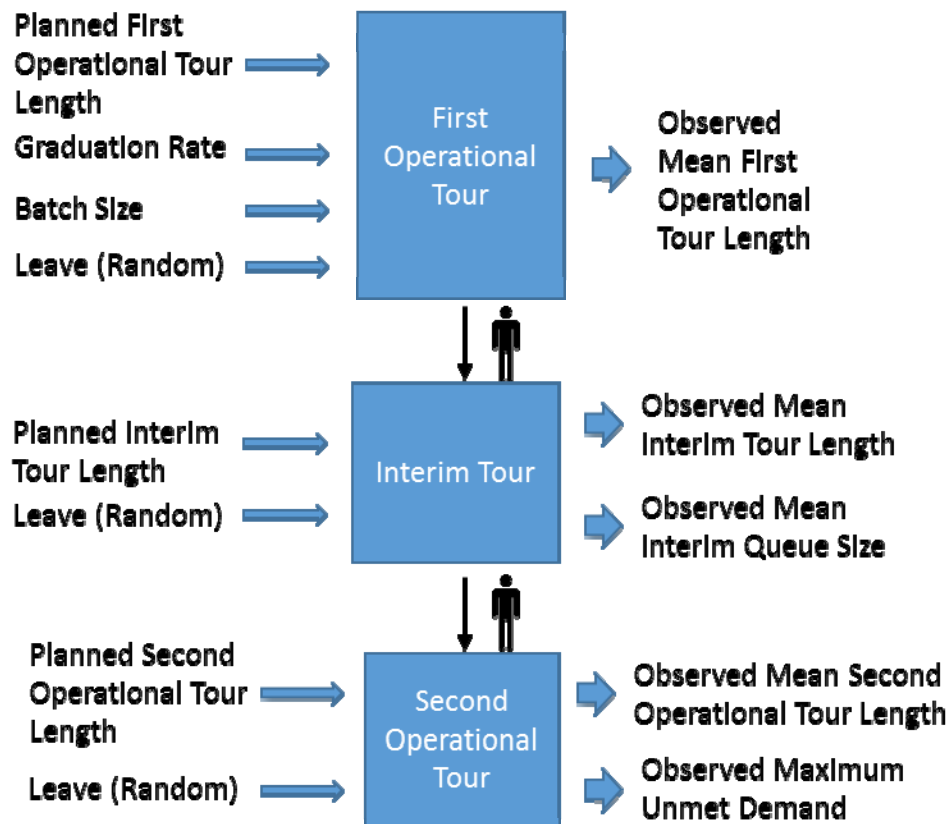 Planned First
Operational Tour
Length
Graduation Rate
Batch Size
Leave (Random)
First
Operational
Tour
Observed
Mean First
Operational
Tour Length
Planned Interim
Tour Length
Leave (Random)
Interim Tour
Observed Mean
Interim Tour Length
Observed Mean
Interim Queue Size
Planned Second
Operational Tour
Length
Leave (Random)
Second
Operational
Tour
Observed Mean Second
Operational Tour Length
Observed Maximum
Unmet Demand